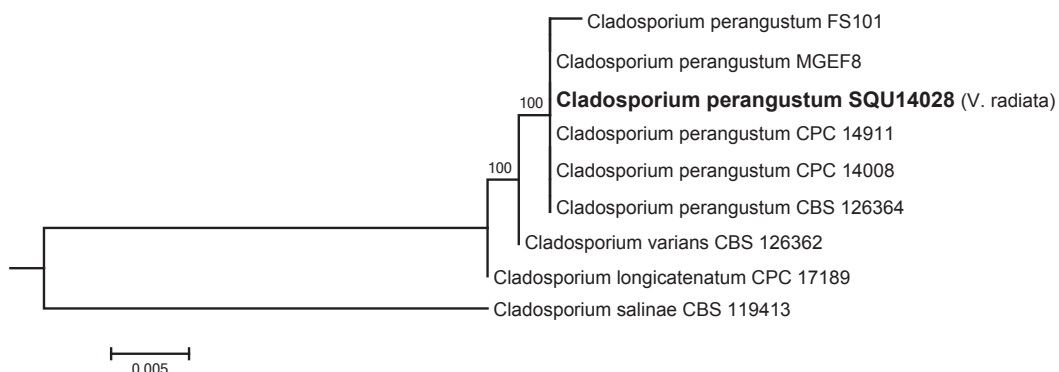 Cladosporium perangustum FS101
Cladosporium perangustum MGEF8
100
Cladosporium perangustum SQU14028 (V. radiata)
Cladosporium perangustum CPC 14911
100
Cladosporium perangustum CPC 14008
Cladosporium perangustum CBS 126364
Cladosporium varians CBS 126362
Cladosporium longicatenatum CPC 17189
Cladosporium salinae CBS 119413
0.005